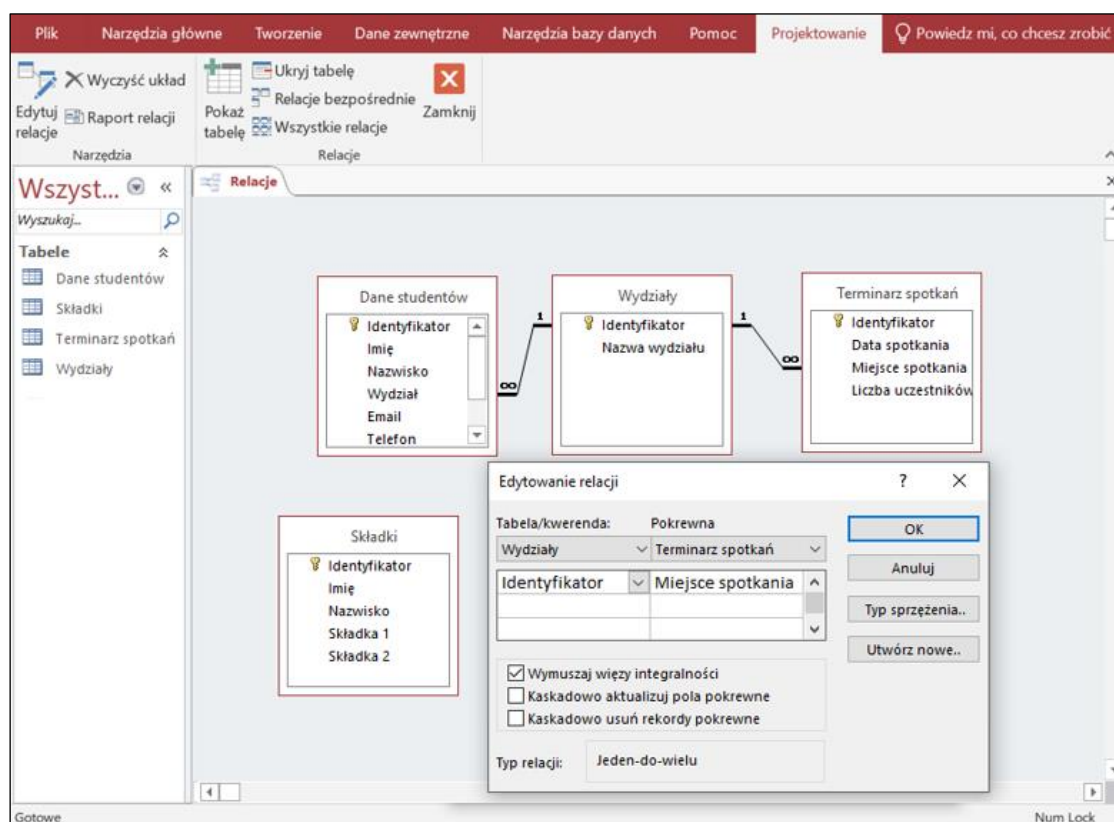 Plik Narzędzia główne Tworzenie Dane zewnętrzne Narzędzia bazy danych Pomoc Projektowanie Powiedz mi, co chcesz zrobić
Edytuj relacje
Wyczyść układ
Raport relacji
Narzędzia
Pokaż tabelę
Ukryj tabelę
Relacje bezpośrednie
Wszystkie relacje
Zamknij
Relacje
Wszyst... «
Wyszukaj...
Tabele
Dane studentów
Składki
Terminarz spotkań
Wydziały
Relacje
Dane studentów
Identyfikator
Imię
Nazwisko
Wydział
Email
Telefon
1
∞
Wydziały
Identyfikator
Nazwa wydziału
1
∞
Terminarz spotkań
Identyfikator
Data spotkania
Miejsce spotkania
Liczba uczestników
Składki
Identyfikator
Imię
Nazwisko
Składka 1
Składka 2
Edytowanie relacji ?
Tabela/kwerenda: Pokrewna
Wydziały Terminarz spotkań
Identyfikator Miejsce spotkania
Wymuszaj więzy integralności
Kaskadowo aktualizuj pola pokrewne
Kaskadowo usuń rekordy pokrewne
Typ relacji: Jeden-do-wielu
OK
Anuluj
Typ sprzężenia..
Utwórz nowe..
Gotowe Num Lock